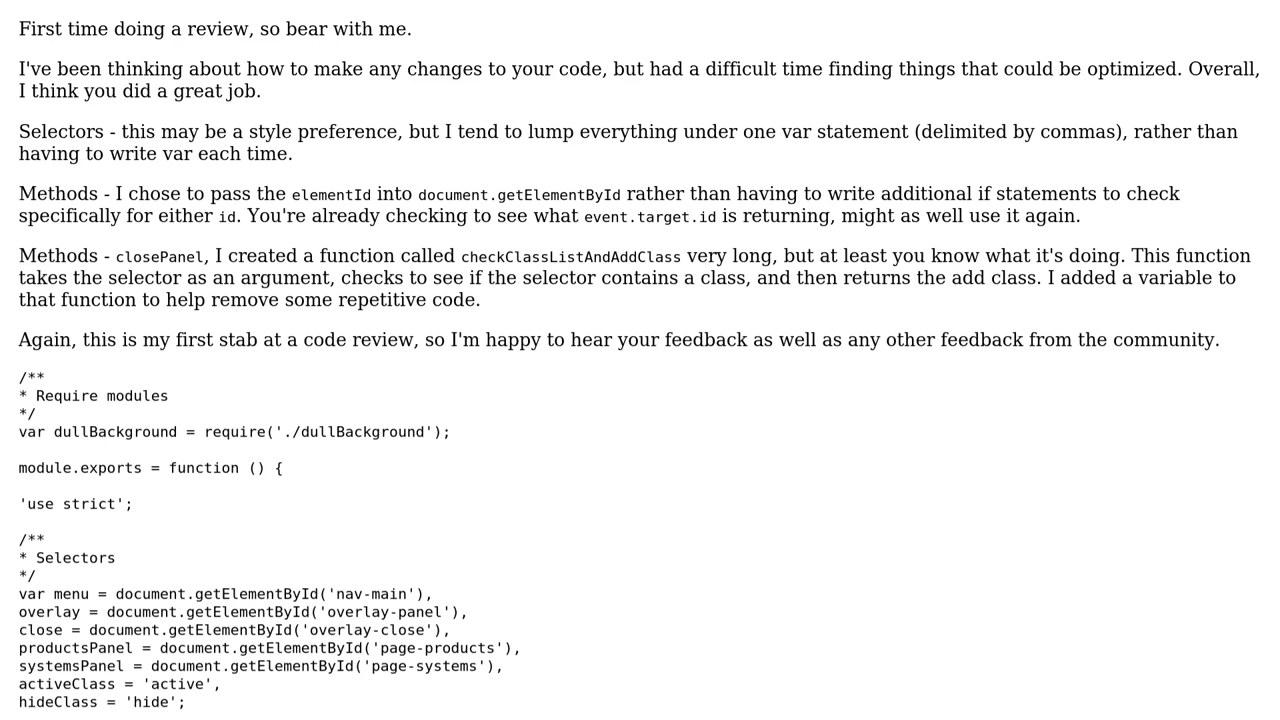 First time doing a review, so bear with me.
I've been thinking about how to make any changes to your code, but had a difficult time finding things that could be optimized. Overall,
I think you did a great job.
Selectors - this may be a style preference, but I tend to lump everything under one var statement (delimited by commas), rather than
having to write var each time.
Methods - I chose to pass the elementId into document.getElementById rather than having to write additional if statements to check
specifically for either id. You're already checking to see what event.target.id is returning, might as well use it again.
Methods - closePanel, I created a function called checkClassListAndAddClass very long, but at least you know what it's doing. This function
takes the selector as an argument, checks to see if the selector contains a class, and then returns the add class. I added a variable to
that function to help remove some repetitive code.
Again, this is my first stab at a code review, so I'm happy to hear your feedback as well as any other feedback from the community.
/**
* Require modules
*/
var dullBackground = require('./dullBackground');
module.exports = function () {
'use strict';
/**
* Selectors
*/
var menu = document.getElementById('nav-main'),
overlay = document.getElementById('overlay-panel'),
close = document.getElementById('overlay-close'),
productsPanel = document.getElementById('page-products'),
systemsPanel = document.getElementById('page-systems'),
activeClass = 'active',
hideClass = 'hide';